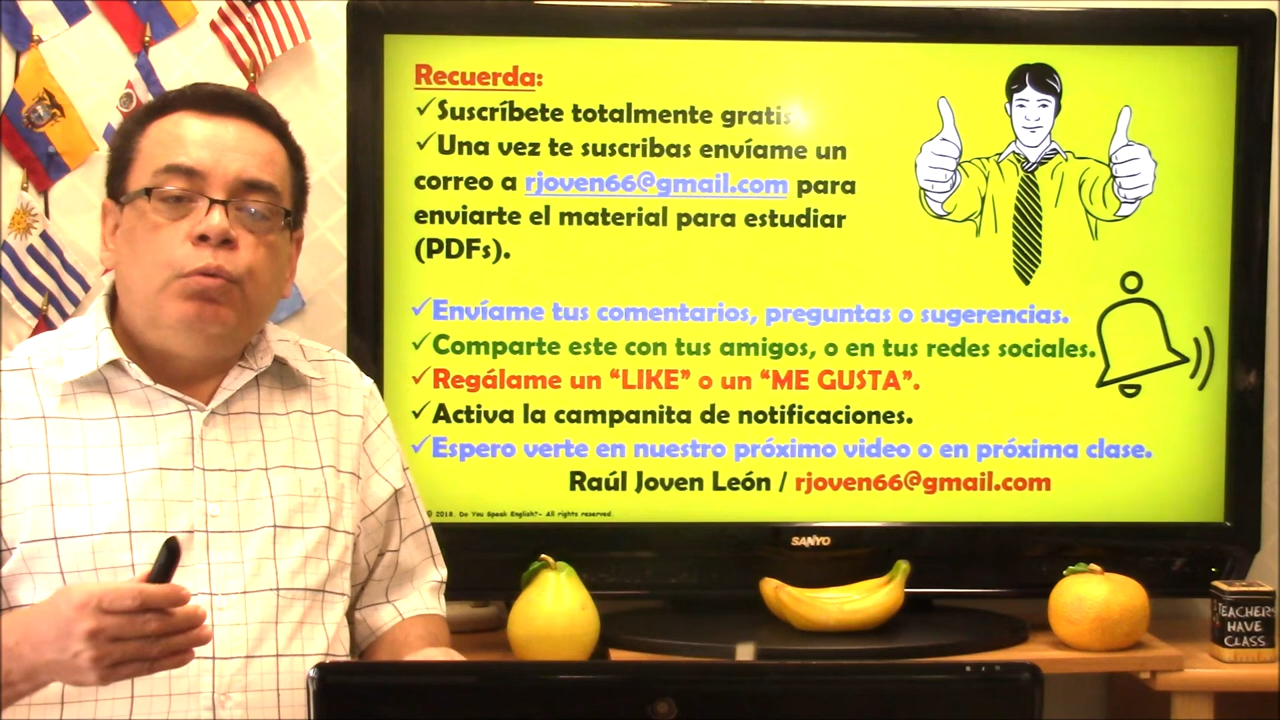 Recuerda:
✓Suscríbete totalmente gratis
✓Una vez te suscribas envíame un
correo a rjoven66@gmail.com para
enviarte el material para estudiar
(PDFs).
✓Envíame tus comentarios, preguntas o sugerencias.
✓Comparte este con tus amigos, o en tus redes sociales.
✓Regálame un “LIKE” o un “ME GUSTA”.
✓Activa la campanita de notificaciones.
✓Espero verte en nuestro próximo video o en próxima clase.
Raúl Joven León / rjoven66@gmail.com
© 2018. Do You Speak English?- All rights reserved.
SANYO
TEACHERS
HAVE
CLASS